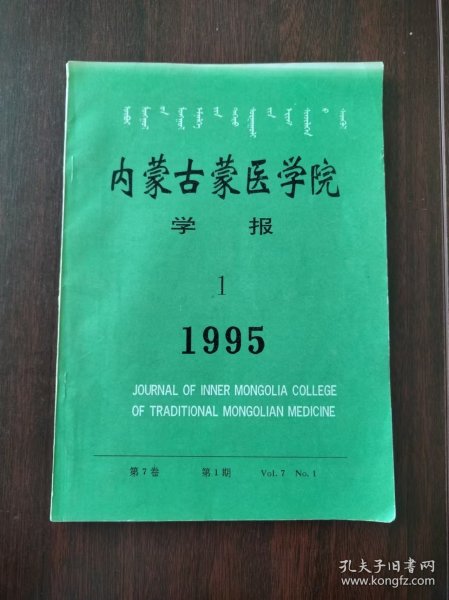 内蒙古蒙医学院
学 报
1
1995
JOURNAL OF INNER MONGOLIA COLLEGE
OF TRADITIONAL MONGOLIAN MEDICINE
第7卷 第1期 Vol.7 No.1
孔夫子旧书网
www.kongfz.com